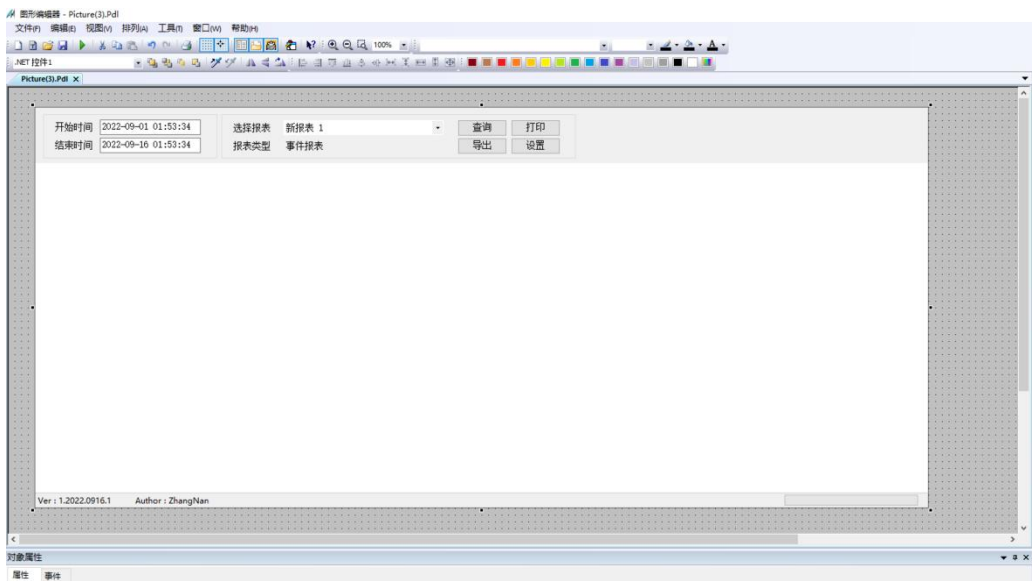 图形编辑器 - Picture(3).Pdl
文件(F) 编辑(E) 视图(V) 排列(A) 工具(T) 窗口(W) 帮助(H)
100%
.NET 控件1
Picture(3).Pdl X
开始时间 2022-09-01 01:53:34 选择报表 新报表 1 查询 打印
结束时间 2022-09-16 01:53:34 报表类型 事件报表 导出 设置
Ver : 1.2022.0916.1 Author : ZhangNan
对象属性
属性 事件